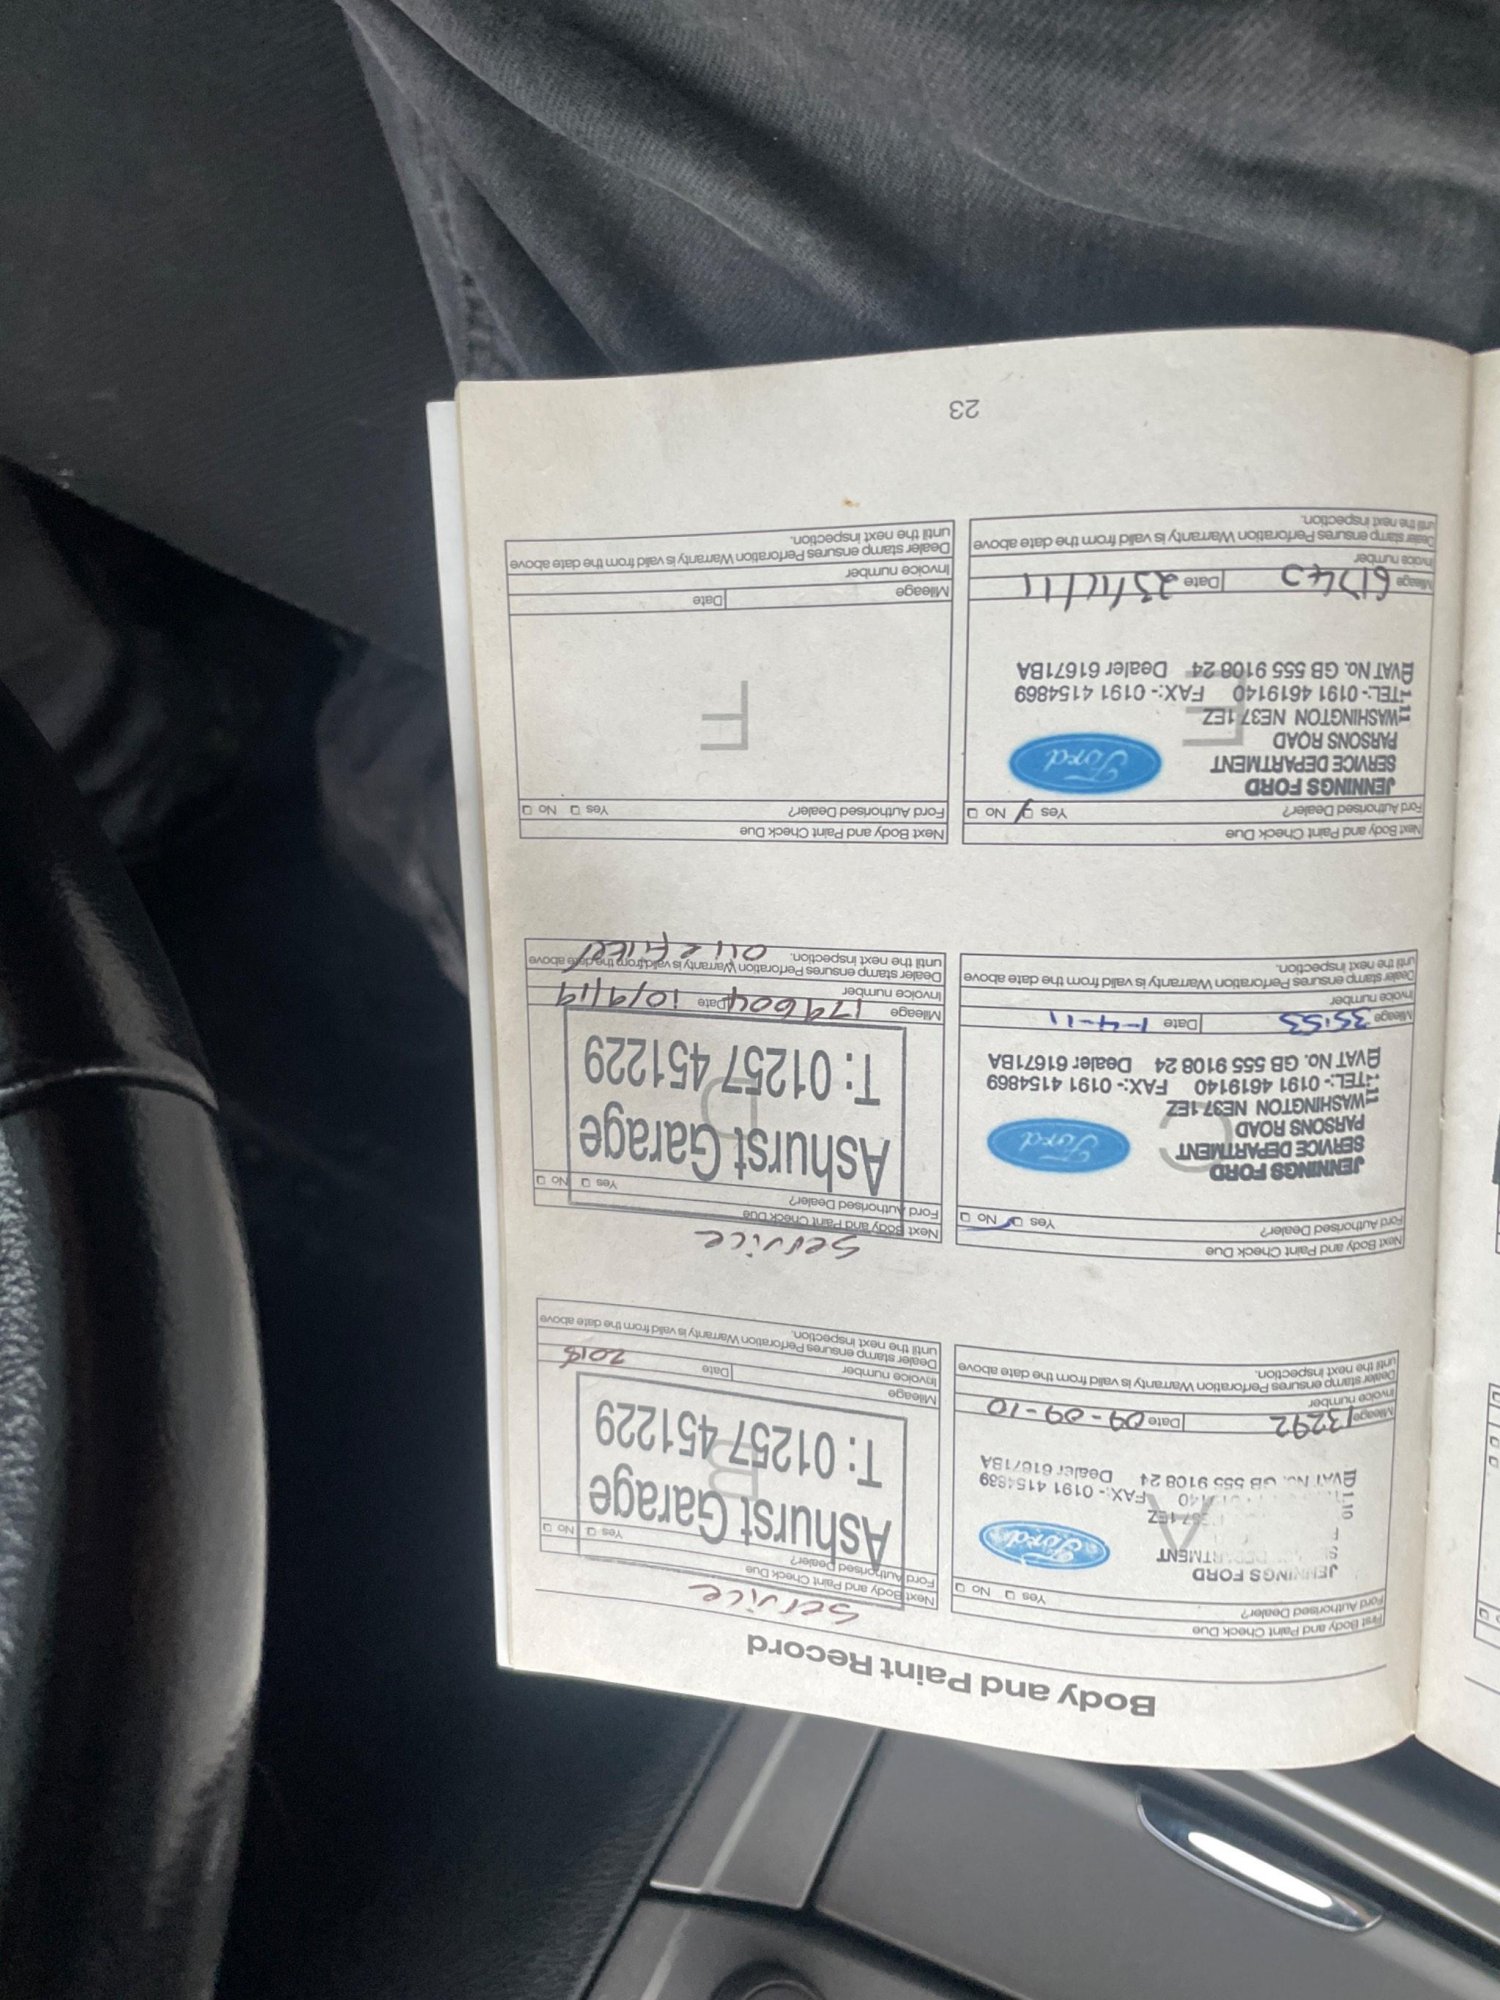 Body and Paint Record
First Body and Paint Check Due
Ford Authorised Dealer?
Yes No
JENNINGS FORD
Ford
A
FAX:- 0191
VAT No. GB 555 9108 24 Dealer 61671BA
Mileage 13292 Date 09-09-10
Invoice number
Dealer stamp ensures Perforation Warranty is valid from the date above
until the next inspection.
Service
Next Body and Paint Check Due
Ford Authorised Dealer?
Yes No
B
Ashurst Garage
T: 01257 451229
Mileage Date
Invoice number
Dealer stamp ensures Perforation Warranty is valid from the date above
until the next inspection.
Next Body and Paint Check Due
Ford Authorised Dealer?
Yes No
JENNINGS FORD
SERVICE DEPARTMENT
PARSONS ROAD
WASHINGTON NE37 1EZ
TEL:- 0191 4619140 FAX:- 0191 4154869
VAT No. GB 555 9108 24 Dealer 61671BA
Ford
C
Mileage Date 1-4-11
Invoice number
Dealer stamp ensures Perforation Warranty is valid from the date above
until the next inspection.
Service
Next Body and Paint Check Due
Ford Authorised Dealer?
Yes No
D
Ashurst Garage
T: 01257 451229
Mileage 179604 Date 10/9/19
Invoice number
Dealer stamp ensures Perforation Warranty is valid from the date above
until the next inspection. Oil & Filter
Next Body and Paint Check Due
Ford Authorised Dealer?
Yes No
JENNINGS FORD
SERVICE DEPARTMENT
PARSONS ROAD
WASHINGTON NE37 1EZ
TEL:- 0191 4619140 FAX:- 0191 4154869
VAT No. GB 555 9108 24 Dealer 61671BA
Ford
E
Mileage Date
Invoice number
Dealer stamp ensures Perforation Warranty is valid from the date above
until the next inspection.
Next Body and Paint Check Due
Ford Authorised Dealer?
Yes No
F
Mileage Date
Invoice number
Dealer stamp ensures Perforation Warranty is valid from the date above
until the next inspection.
23